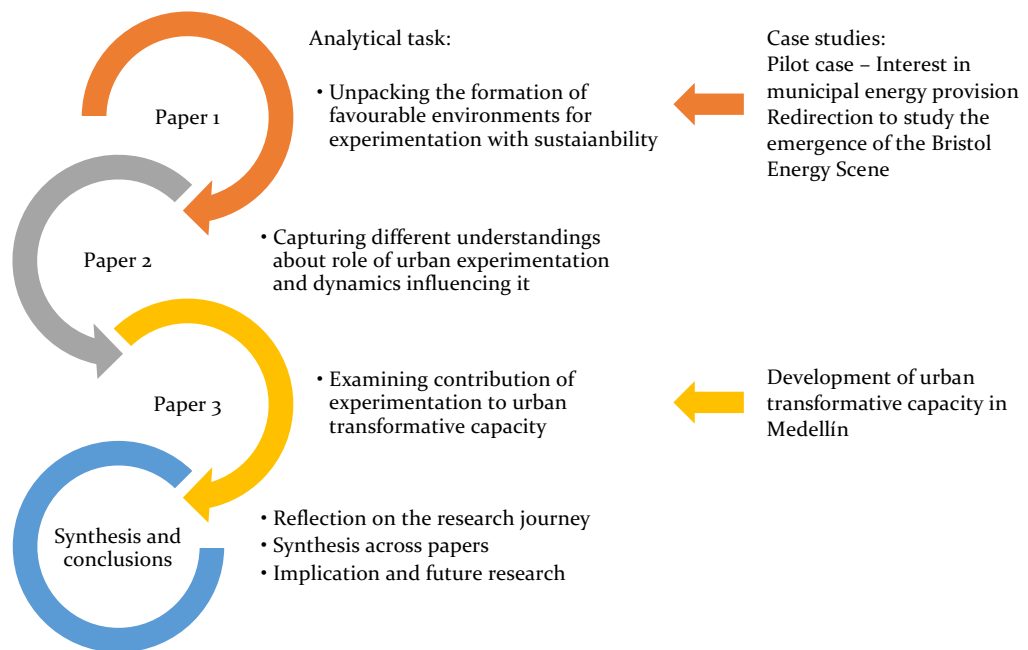 Analytical task:
Case studies:
Pilot case – Interest in
municipal energy provision
Redirection to study the
emergence of the Bristol
Energy Scene
Paper 1
• Unpacking the formation of
favourable environments for
experimentation with sustaianbility
Paper 2
• Capturing different understandings
about role of urban experimentation
and dynamics influencing it
Paper 3
• Examining contribution of
experimentation to urban
transformative capacity
Development of urban
transformative capacity in
Medellín
Synthesis and
conclusions
• Reflection on the research journey
• Synthesis across papers
• Implication and future research